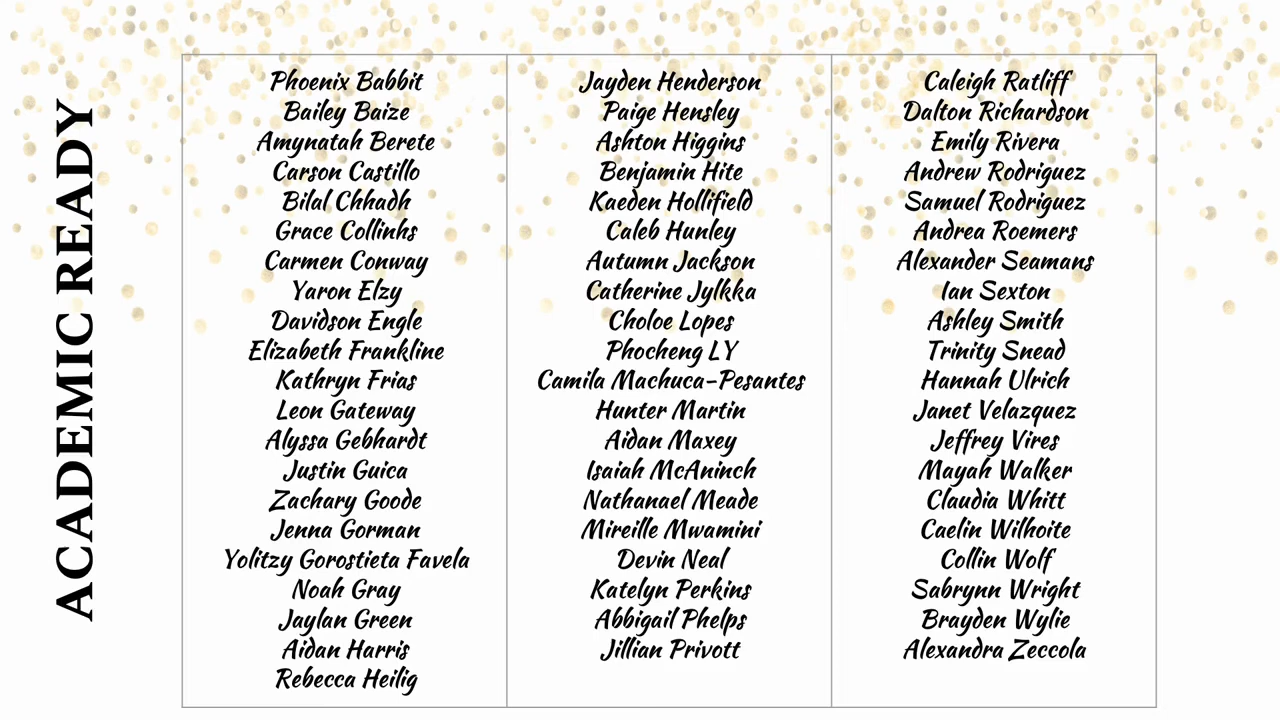 ACADEMIC READY
Phoenix Babbit
Bailey Baize
Amynatah Berete
Carson Castillo
Bilal Chhadh
Grace Collinhs
Carmen Conway
Yaron Elzy
Davidson Engle
Elizabeth Frankline
Kathryn Frias
Leon Gateway
Alyssa Gebhardt
Justin Guica
Zachary Goode
Jenna Gorman
Yolitzy Gorostieta Favela
Noah Gray
Jaylan Green
Aidan Harris
Rebecca Heilig
Jayden Henderson
Paige Hensley
Ashton Higgins
Benjamin Hite
Kaeden Hollifield
Caleb Hunley
Autumn Jackson
Catherine Jylkka
Choloe Lopes
Phocheng LY
Camila Machuca-Pesantes
Hunter Martin
Aidan Maxey
Isaiah McAninch
Nathanael Meade
Mireille Mwamini
Devin Neal
Katelyn Perkins
Abbigail Phelps
Jillian Privott
Caleigh Ratliff
Dalton Richardson
Emily Rivera
Andrew Rodriguez
Samuel Rodriguez
Andrea Roemers
Alexander Seamans
Ian Sexton
Ashley Smith
Trinity Snead
Hannah Ulrich
Janet Velazquez
Jeffrey Vires
Mayah Walker
Claudia Whitt
Caelin Wilhoite
Collin Wolf
Sabrynn Wright
Brayden Wylie
Alexandra Zeccola